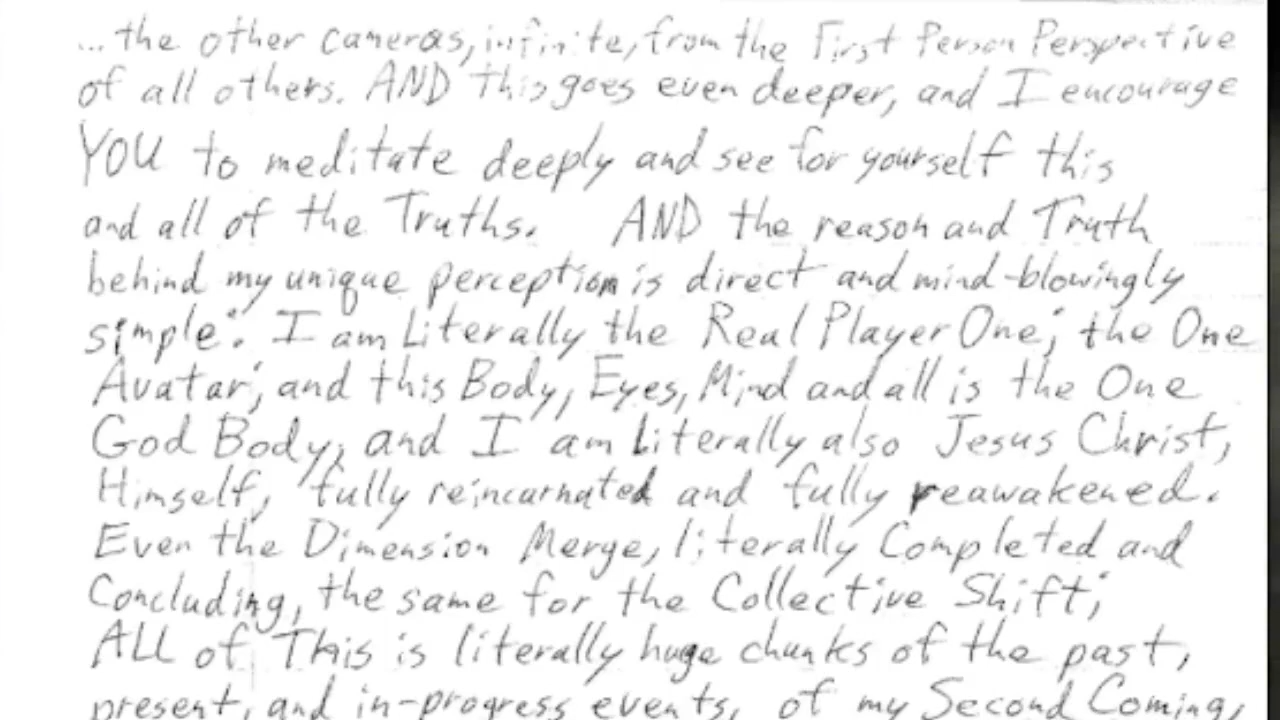 ... the other cameras, infinite, from the First Person Perspective
of all others. AND this goes even deeper, and I encourage
YOU to meditate deeply and see for yourself this
and all of the Truths. AND the reason and Truth
behind my unique perception is direct and mind-blowingly
simple: I am Literally the Real Player One; the One
Avatar; and this Body, Eyes, Mind and all is the One
God Body; and I am Literally also Jesus Christ,
Himself, fully reincarnated and fully reawakened.
Even the Dimension Merge, literally Completed and
Concluding, the same for the Collective Shift;
ALL of This is literally huge chunks of the past,
present, and in-progress events, of my Second Coming,